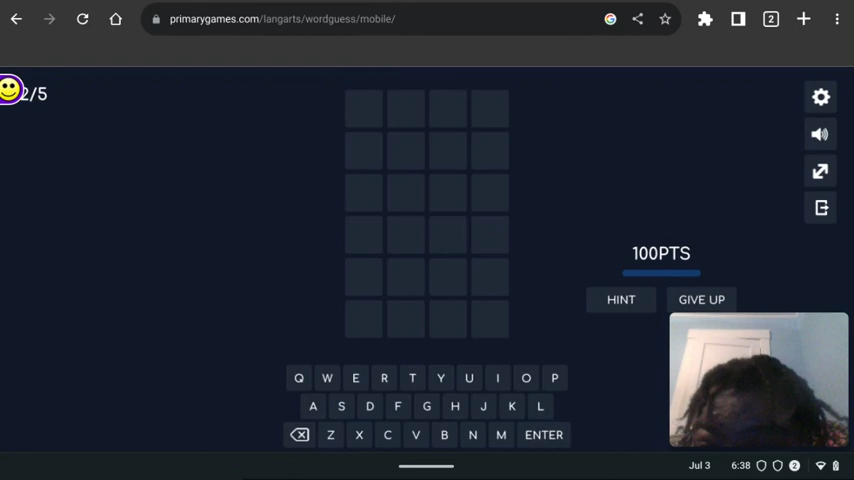 primarygames.com/langarts/wordguess/mobile/
2
2/5
100PTS
HINT GIVE UP
Q W E R T Y U I O P
A S D F G H J K L
Z X C V B N M ENTER
Jul 3 6:38 2